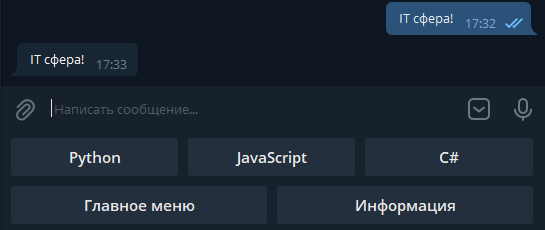 IT сфера! 17:32
IT сфера! 17:33
Написать сообщение...
Python JavaScript C#
Главное меню Информация